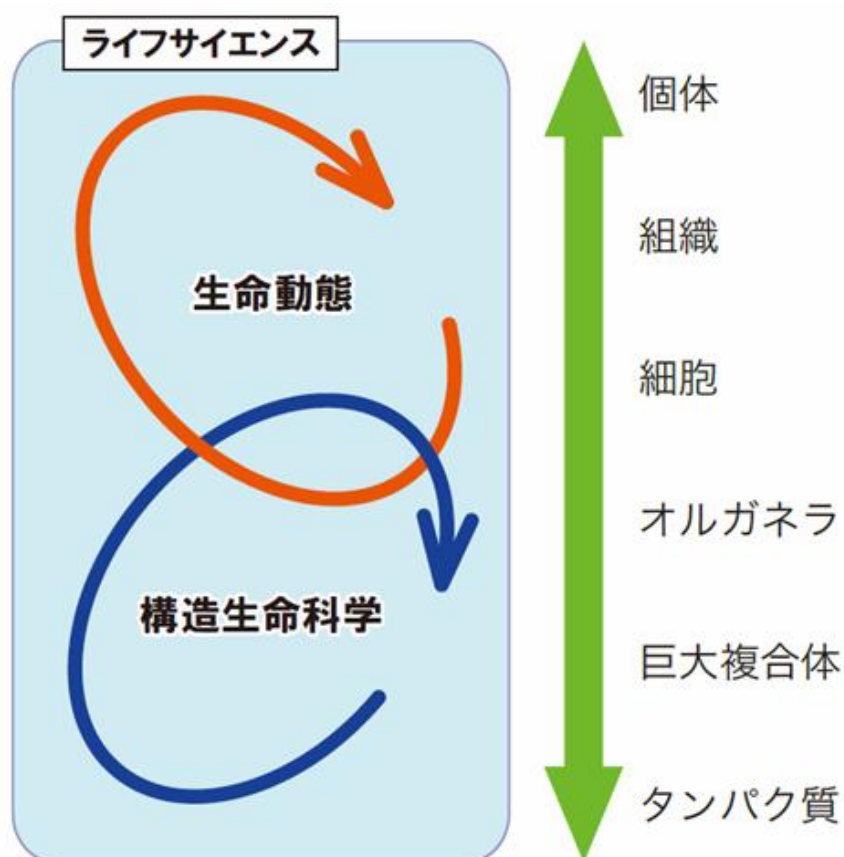 ライフサイエンス
生命動態
構造生命科学
個体
組織
細胞
オルガネラ
巨大複合体
タンパク質